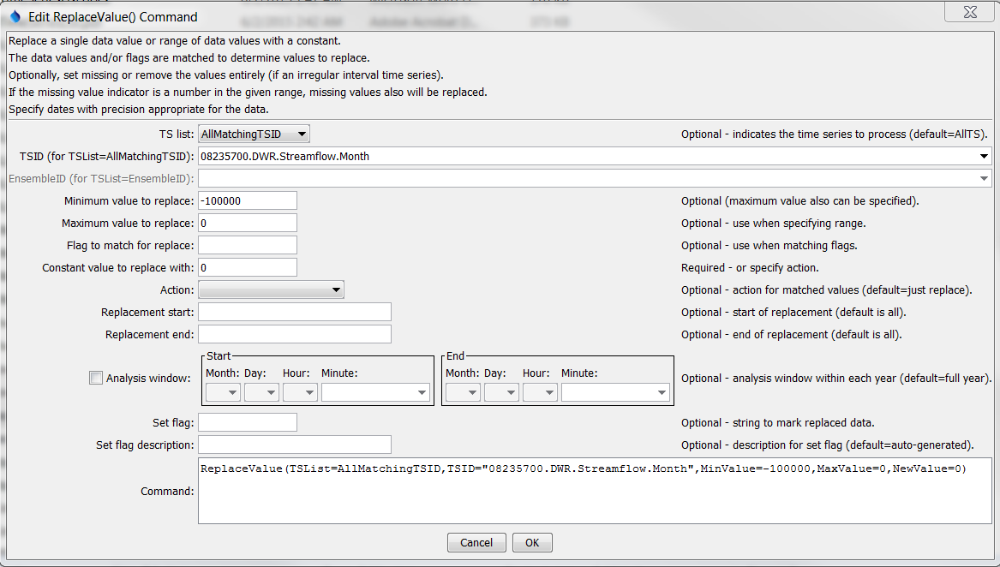 Edit ReplaceValue() Command
Replace a single data value or range of data values with a constant.
The data values and/or flags are matched to determine values to replace.
Optionally, set missing or remove the values entirely (if an irregular interval time series).
If the missing value indicator is a number in the given range, missing values also will be replaced.
Specify dates with precision appropriate for the data.
TS list: AllMatchingTSID Optional - indicates the time series to process (default=AllTS).
TSID (for TSList=AllMatchingTSID): 08235700.DWR.Streamflow.Month
EnsembleID (for TSList=EnsembleID):
Minimum value to replace: -100000 Optional (maximum value also can be specified).
Maximum value to replace: 0 Optional - use when specifying range.
Flag to match for replace: Optional - use when matching flags.
Constant value to replace with: 0 Required - or specify action.
Action: Optional - action for matched values (default=just replace).
Replacement start: Optional - start of replacement (default is all).
Replacement end: Optional - end of replacement (default is all).
Start End
Month: Day: Hour: Minute: Month: Day: Hour: Minute:
Analysis window: Optional - analysis window within each year (default=full year).
Set flag: Optional - string to mark replaced data.
Set flag description: Optional - description for set flag (default=auto-generated).
ReplaceValue(TSList=AllMatchingTSID,TSID="08235700.DWR.Streamflow.Month",MinValue=-100000,MaxValue=0,NewValue=0)
Command:
Cancel OK